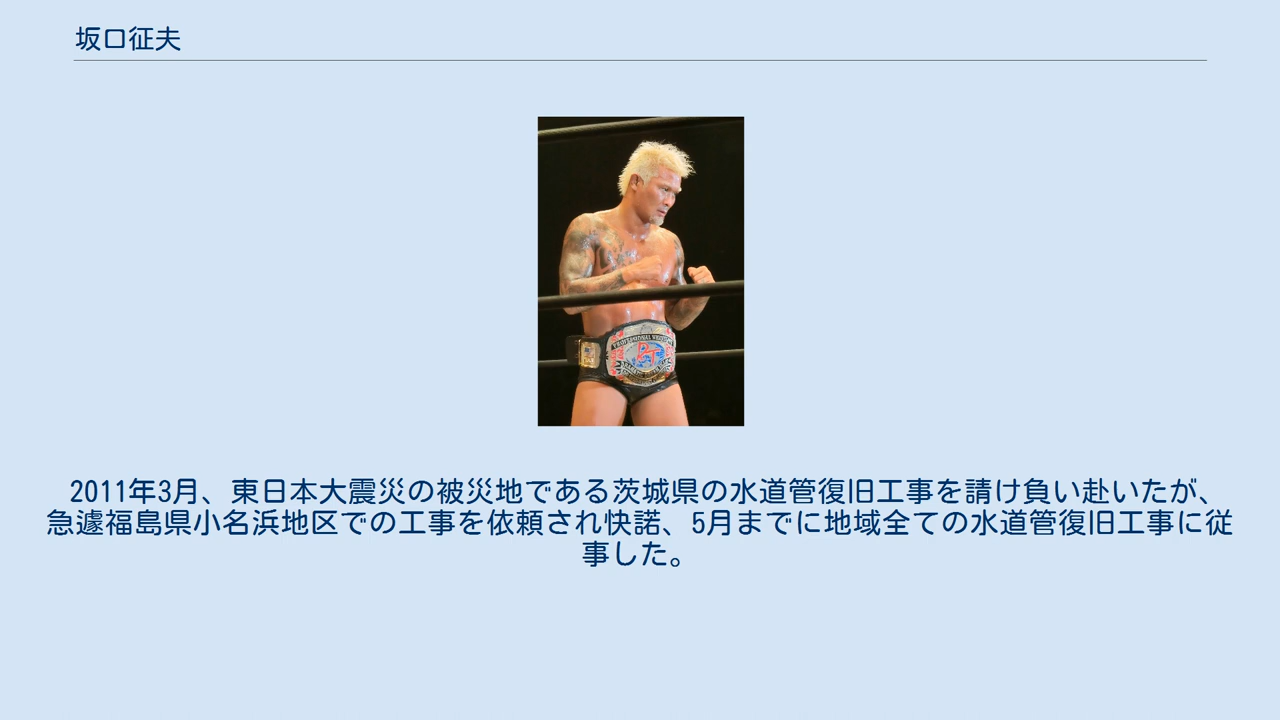 坂口征夫
2011年3月、東日本大震災の被災地である茨城県の水道管復旧工事を請け負い赴いたが、
急遽福島県小名浜地区での工事を依頼され快諾、5月までに地域全ての水道管復旧工事に従
事した。